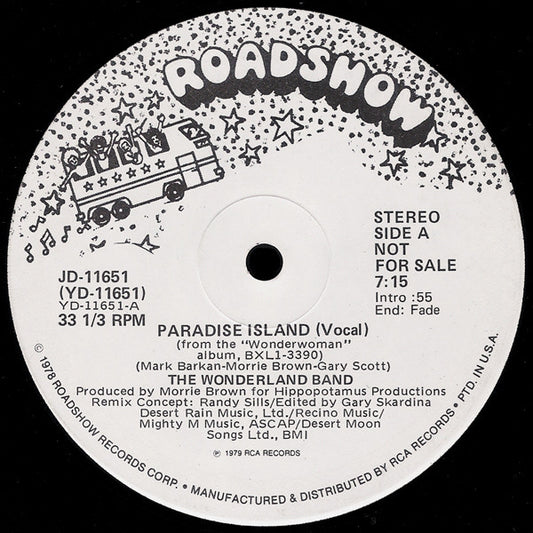 ROADSHOW
STEREO
SIDE A
NOT
FOR SALE
7:15
Intro :55
End: Fade
JD-11651
(YD-11651)
YD-11651-A
33 1/3 RPM
PARADISE ISLAND (Vocal)
(from the "Wonderwoman"
album, BXL1-3390)
(Mark Barkan-Morrie Brown-Gary Scott)
THE WONDERLAND BAND
Produced by Morrie Brown for Hippopotamus Productions
Remix Concept: Randy Sills/Edited by Gary Skardina
Desert Rain Music, Ltd./Recino Music/
Mighty M Music, ASCAP/Desert Moon
Songs Ltd., BMI
℗ 1979 RCA RECORDS
© 1978 ROADSHOW RECORDS CORP. • MANUFACTURED & DISTRIBUTED BY RCA RECORDS • PTD. IN U.S.A.